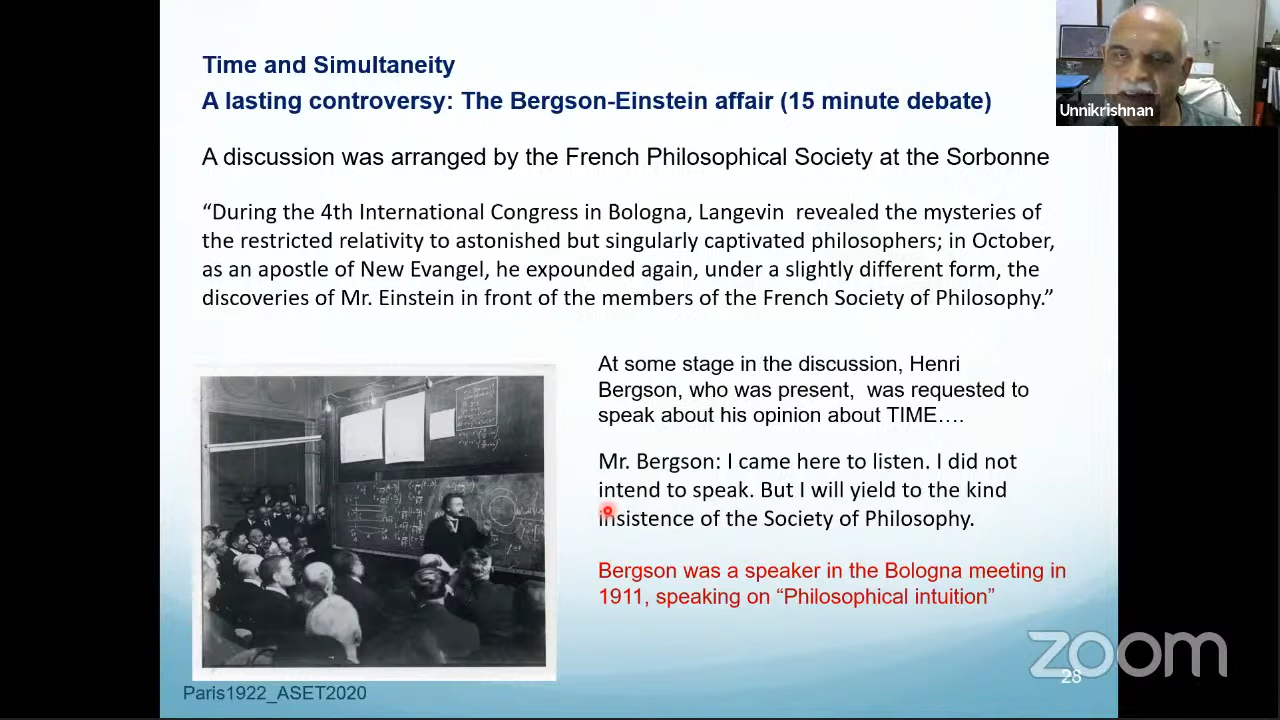 Time and Simultaneity
A lasting controversy: The Bergson-Einstein affair (15 minute debate)
Unnikrishnan
A discussion was arranged by the French Philosophical Society at the Sorbonne
“During the 4th International Congress in Bologna, Langevin revealed the mysteries of
the restricted relativity to astonished but singularly captivated philosophers; in October,
as an apostle of New Evangel, he expounded again, under a slightly different form, the
discoveries of Mr. Einstein in front of the members of the French Society of Philosophy.”
At some stage in the discussion, Henri
Bergson, who was present, was requested to
speak about his opinion about TIME….
Mr. Bergson: I came here to listen. I did not
intend to speak. But I will yield to the kind
insistence of the Society of Philosophy.
Bergson was a speaker in the Bologna meeting in
1911, speaking on “Philosophical intuition”
zoom
28
Paris1922_ASET2020